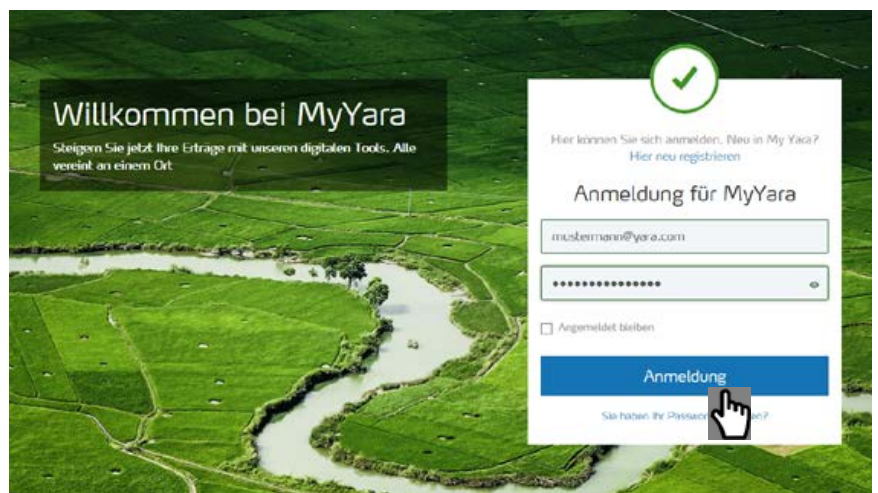 Willkommen bei MyYara
Steigern Sie jetzt Ihre Erträge mit unseren digitalen Tools. Alle
vereint an einem Ort
Hier können Sie sich anmelden. Neu in My Yara?
Hier neu registrieren
Anmeldung für MyYara
mustermann@yara.com
Angemeldet bleiben
Anmeldung
Sie haben Ihr